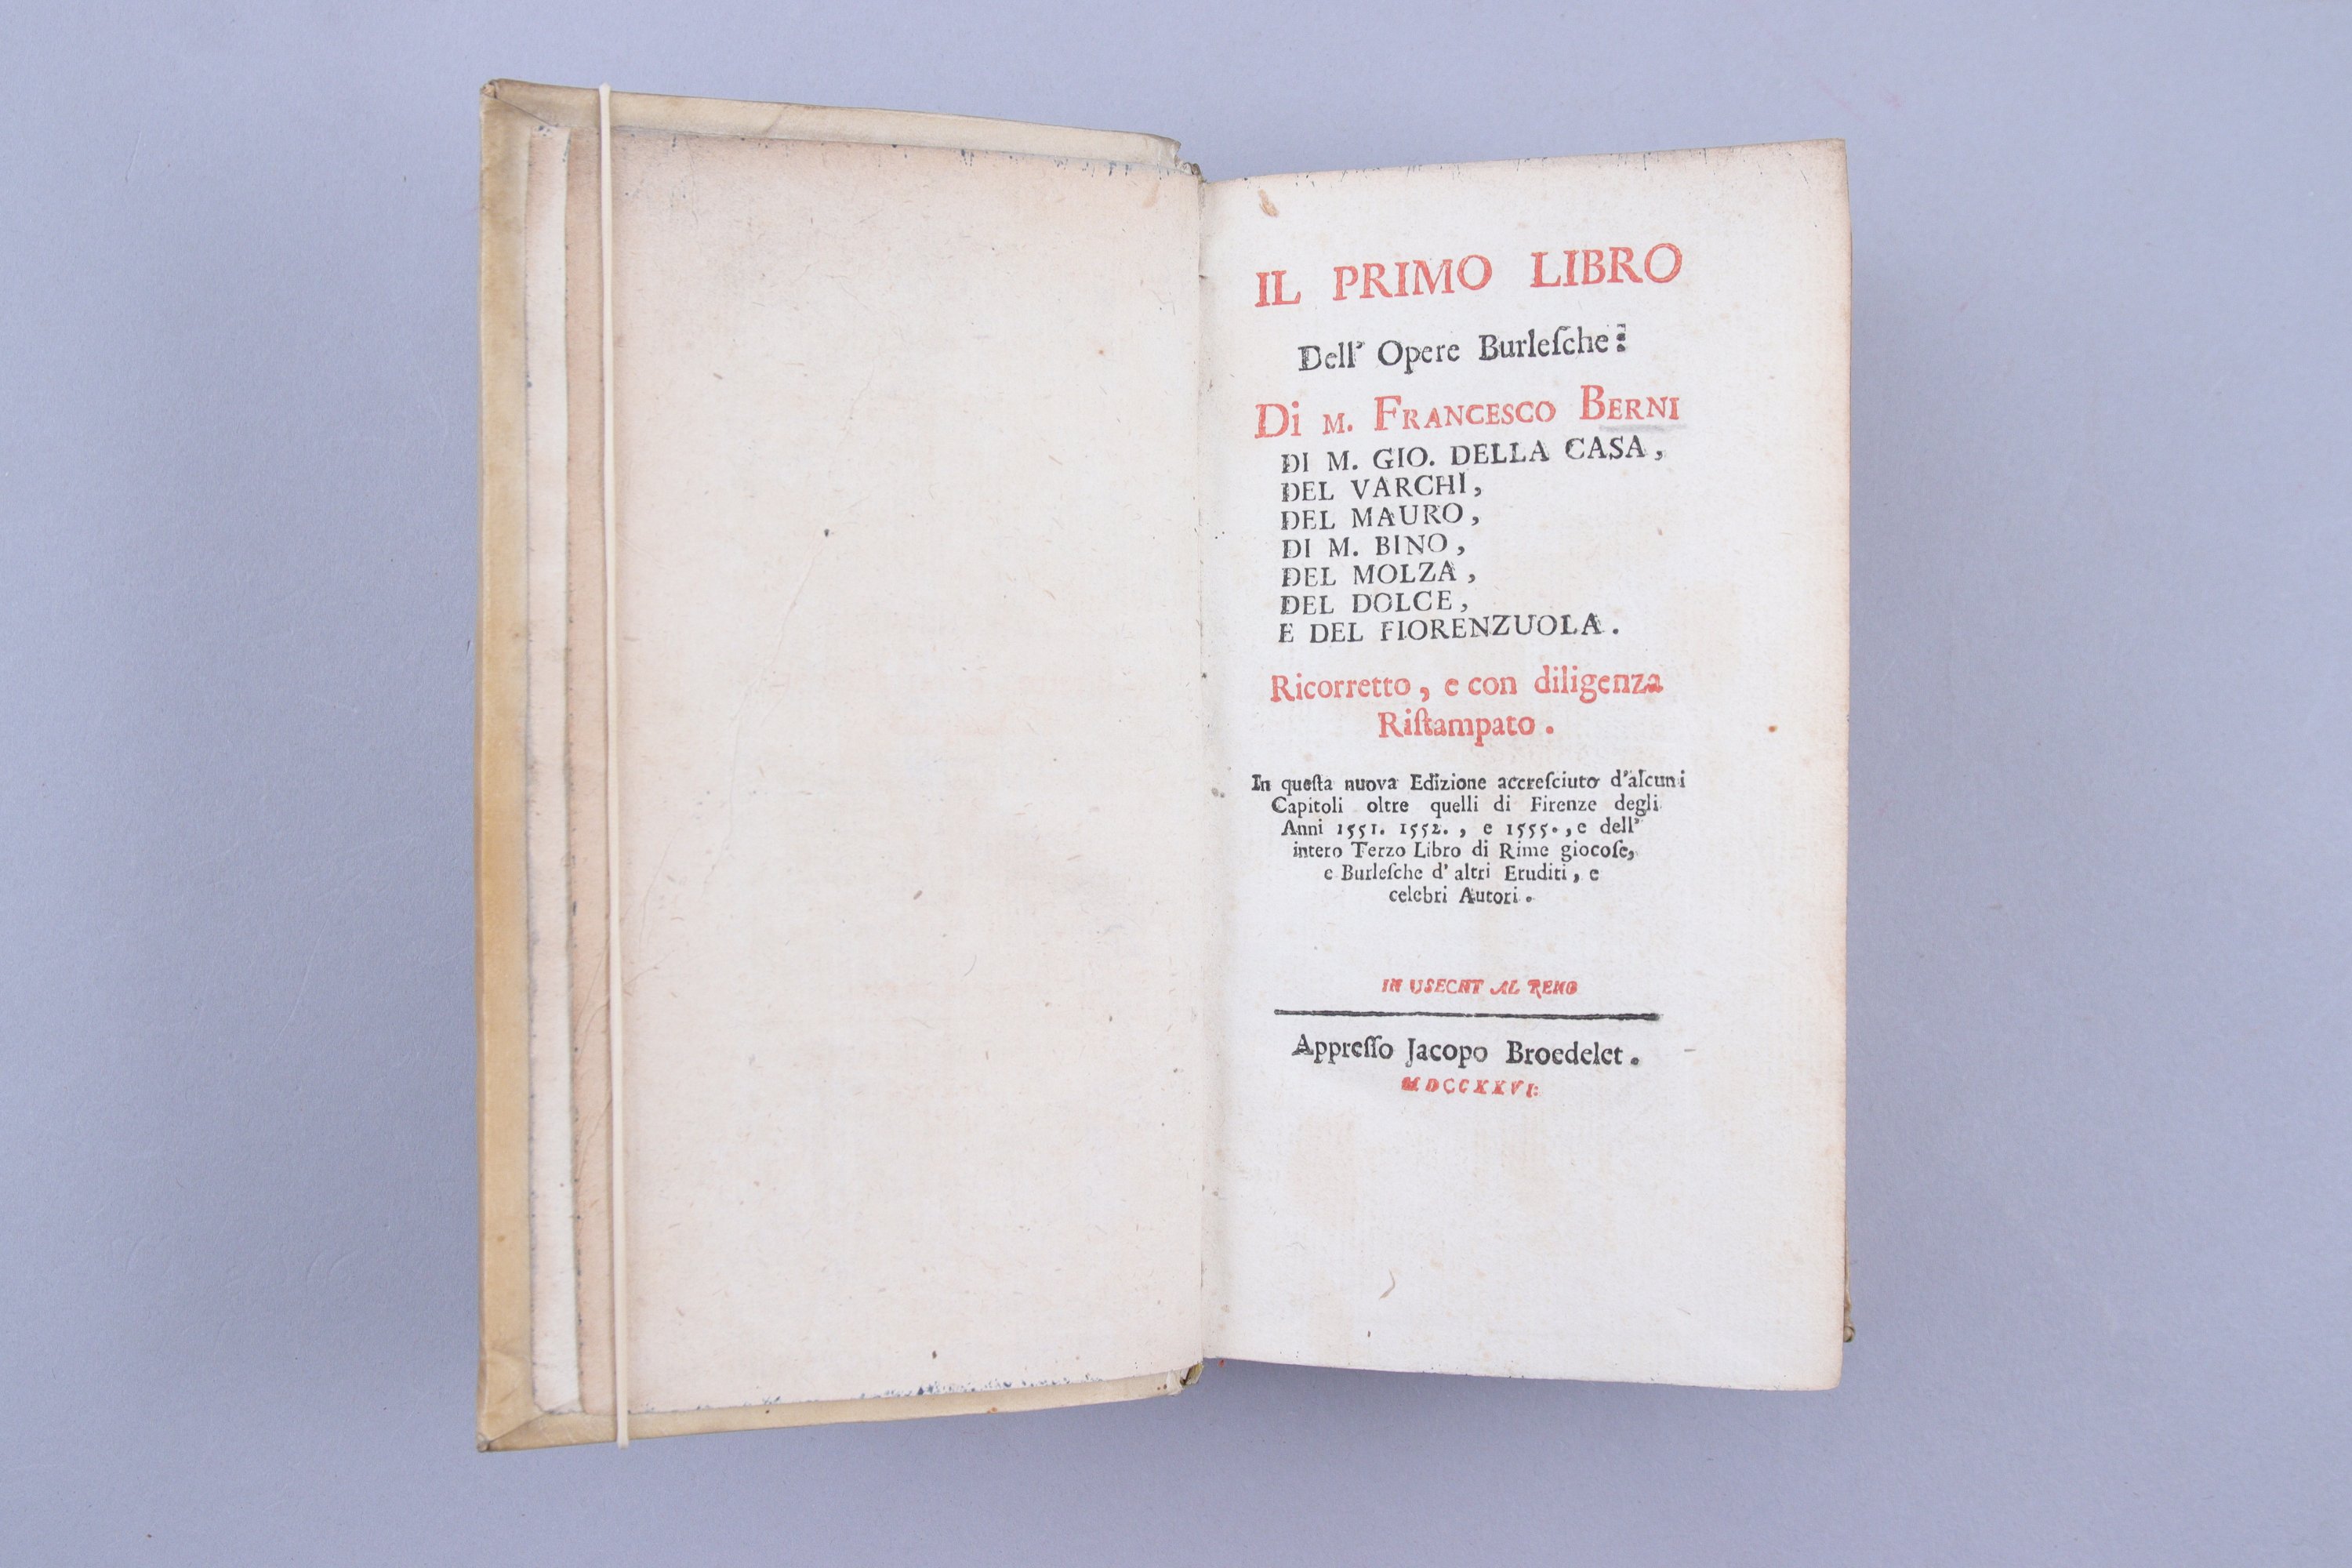 IL PRIMO LIBRO
Dell' Opere Burleſche:
Di M. FRANCESCO BERNI
DI M. GIO. DELLA CASA,
DEL VARCHI,
DEL MAURO,
DI M. BINO,
DEL MOLZA,
DEL DOLCE,
E DEL FIORENZUOLA.
Ricorretto, e con diligenza
Riſtampato.
In queſta nuova Edizione accreſciuto d'alcuni
Capitoli oltre quelli di Firenze degli
Anni 1551. 1552., e 1555., e dell'
intero Terzo Libro di Rime giocoſe,
e Burleſche d' altri Eruditi, e
celebri Autori.
IN USECHT AL RENO
Appreſſo Jacopo Broedelet.
MDCCXXVI: